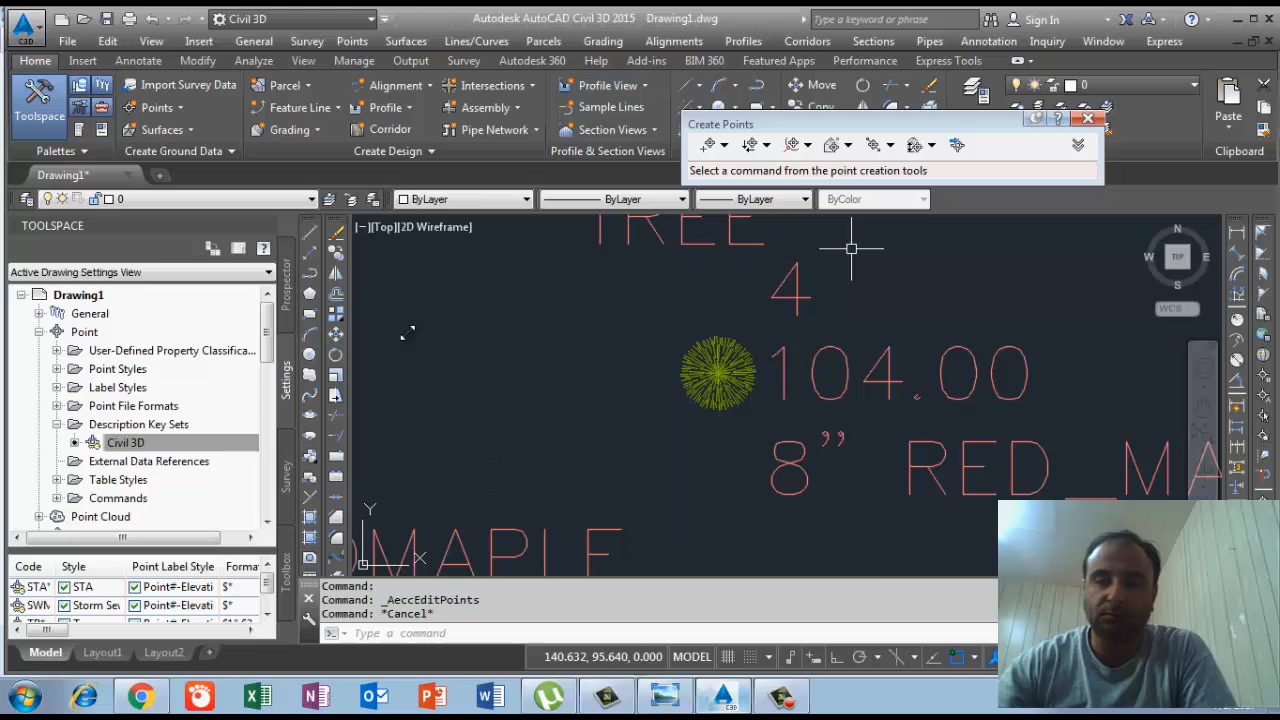 Civil 3D
Autodesk AutoCAD Civil 3D 2015 Drawing1.dwg
Type a keyword or phrase
Sign In
C3D
File Edit View Insert General Survey Points Surfaces Lines/Curves Parcels Grading Alignments Profiles Corridors Sections Pipes Annotation Inquiry Window Express
Home Insert Annotate Modify Analyze View Manage Output Survey Autodesk 360 Help Add-ins BIM 360 Featured Apps Performance Express Tools
Toolspace
Import Survey Data
Points
Surfaces
Parcel
Feature Line
Grading
Alignment
Profile
Corridor
Intersections
Assembly
Pipe Network
Profile View
Sample Lines
Section Views
Move
Copy
0
Paste
Palettes
Create Ground Data
Create Design
Profile & Section Views
Clipboard
Create Points
Select a command from the point creation tools
Drawing1*
0
ByLayer
ByLayer
ByLayer
ByColor
TOOLSPACE
Active Drawing Settings View
Drawing1
General
Point
User-Defined Property Classifica...
Point Styles
Label Styles
Point File Formats
Description Key Sets
Civil 3D
External Data References
Table Styles
Commands
Point Cloud
Prospector
Settings
Survey
Toolbox
Code Style Point Label Style Format
STA* STA Point#-Elevati $*
SWM Storm Sev Point#-Elevati $*
[−][Top][2D Wireframe]
TREE
4
104.00
8” RED_MA
MAPLE
Y
X
N
W
TOP
E
S
WCS
Command:
Command: _AeccEditPoints
Command: *Cancel*
Type a command
Model Layout1 Layout2
140.632, 95.640, 0.000 MODEL
C3D